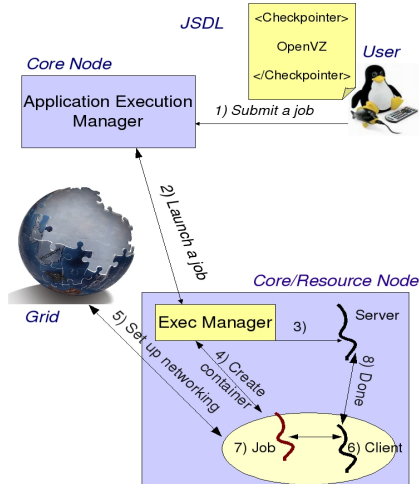 JSDL
<Checkpointer>
OpenVZ
</Checkpointer>
User
Core Node
Application Execution
Manager
1) Submit a job
2) Launch a job
Grid
Core/Resource Node
Exec Manager
3)
Server
4) Create
container
5) Set up networking
8) Done
7) Job
6) Client